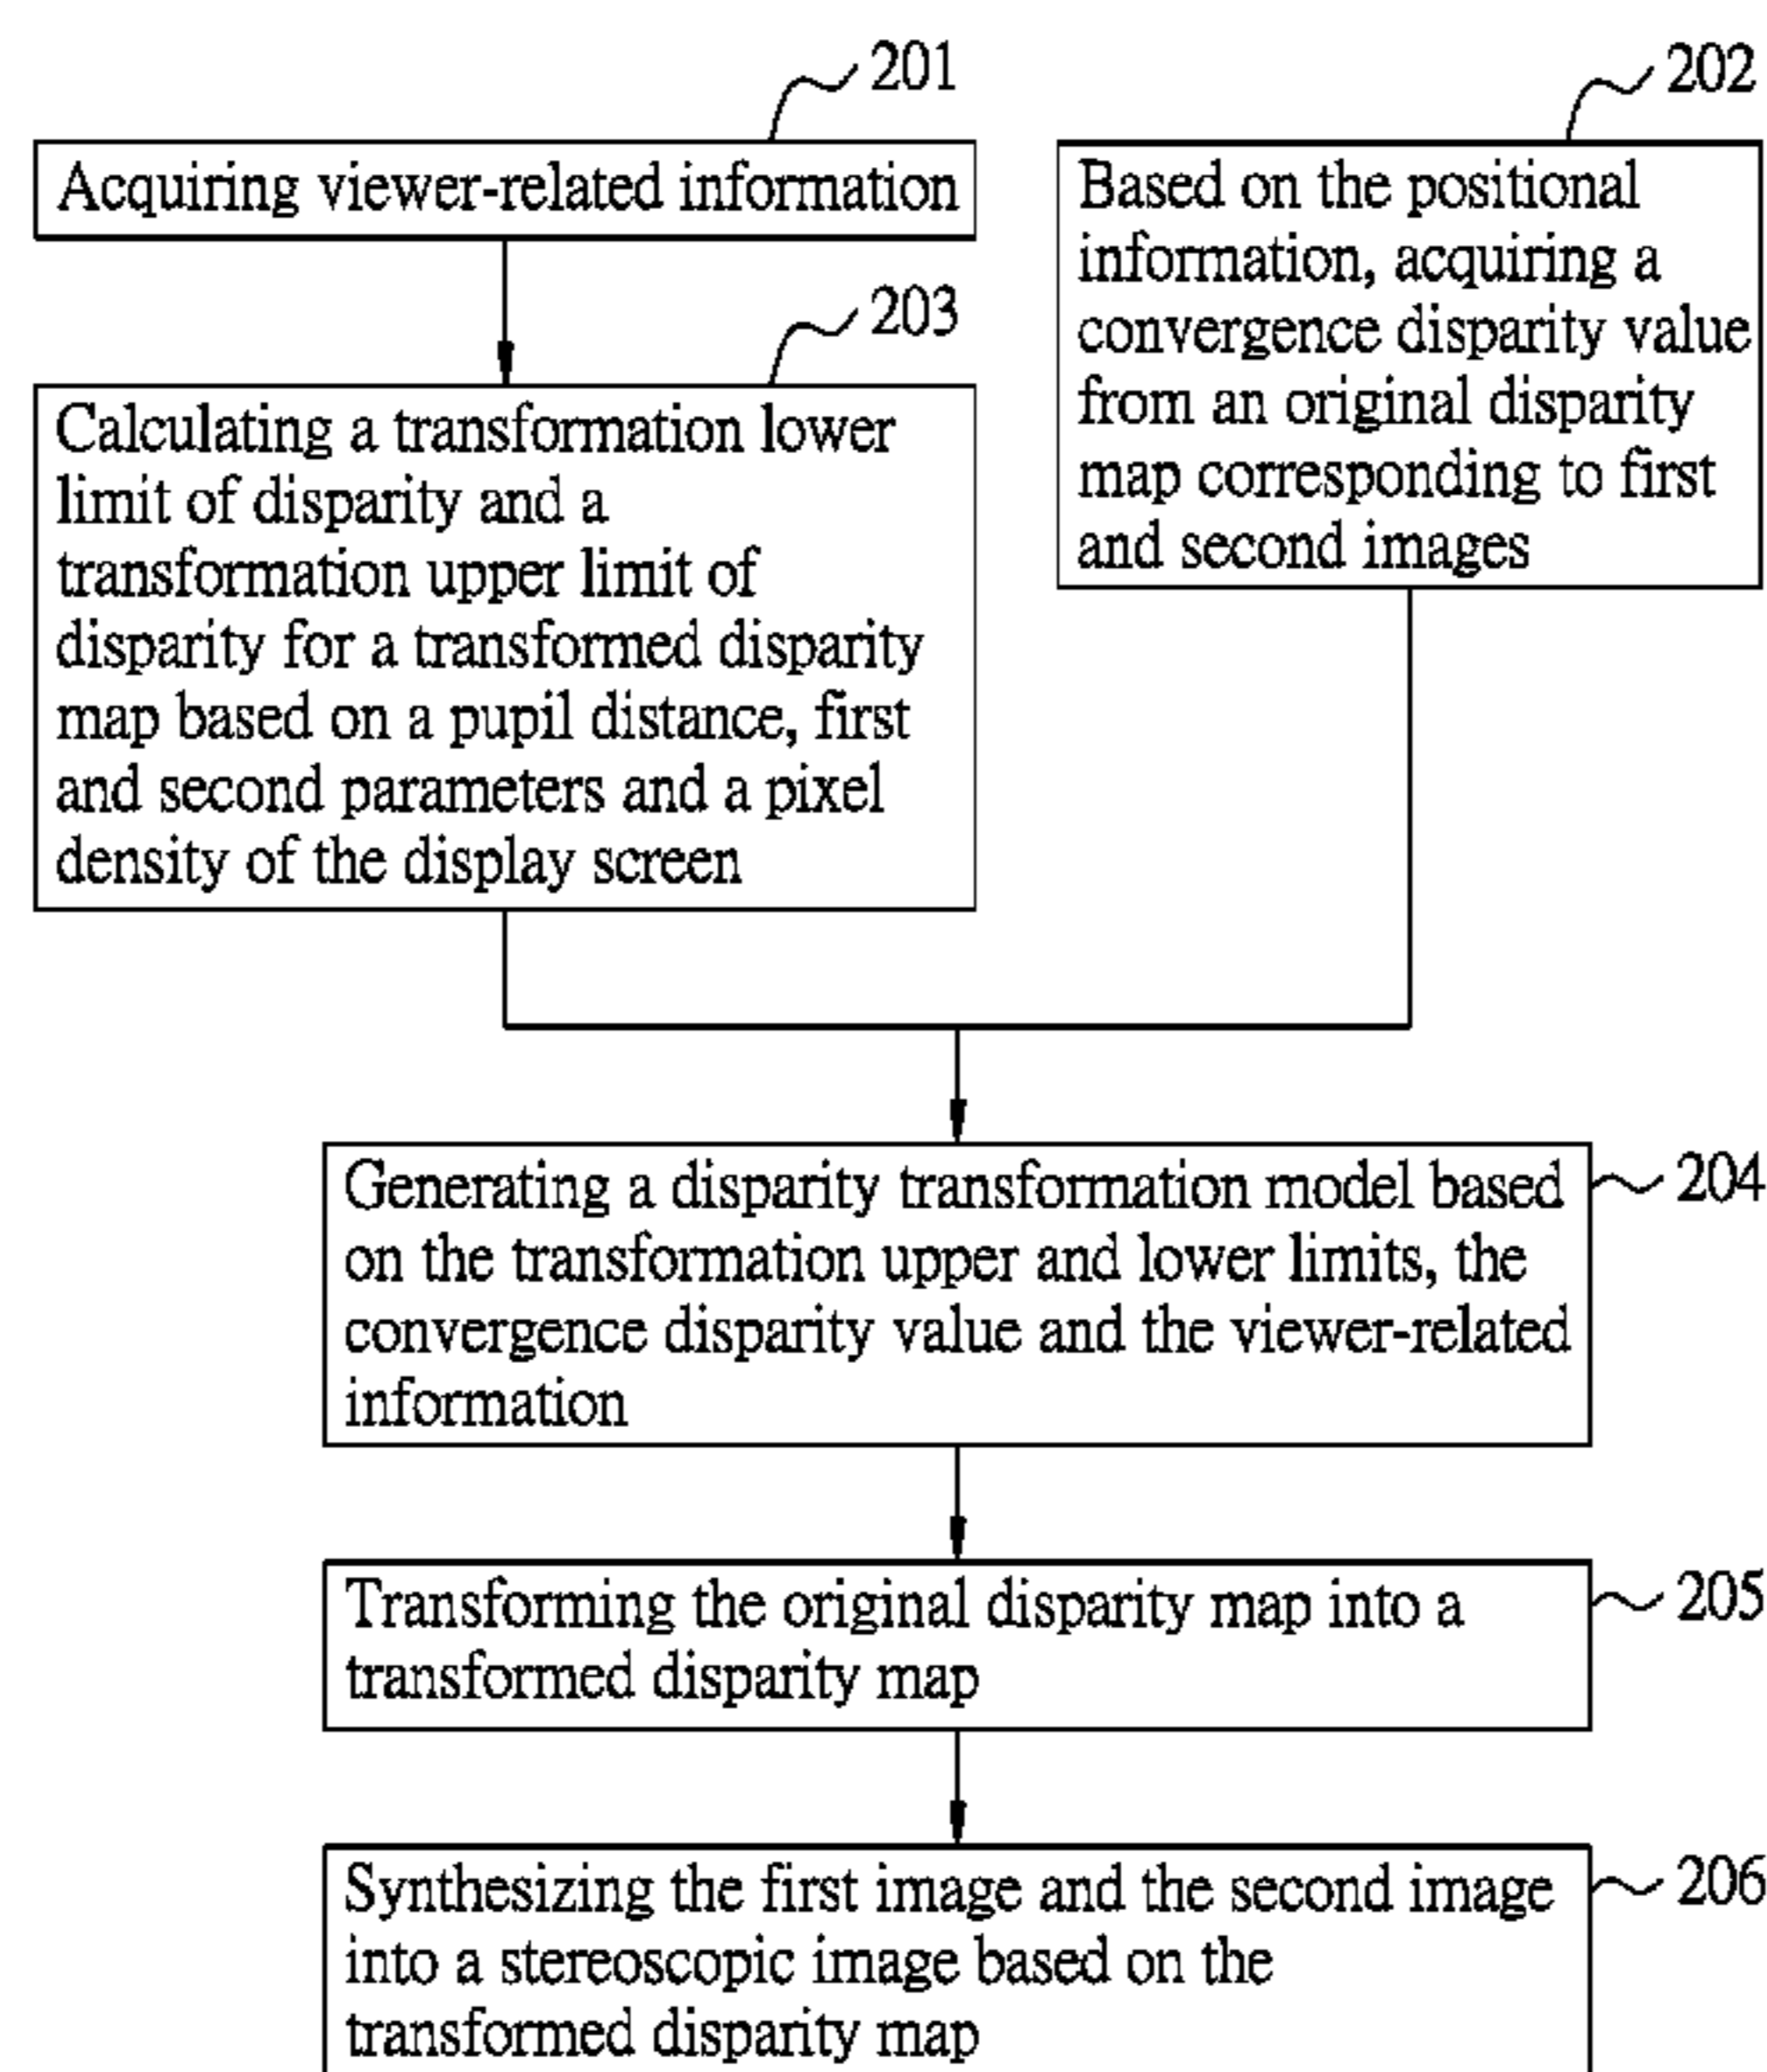 201
Acquiring viewer-related information
202
Based on the positional
information, acquiring a
convergence disparity value
from an original disparity
map corresponding to first
and second images
203
Calculating a transformation lower
limit of disparity and a
transformation upper limit of
disparity for a transformed disparity
map based on a pupil distance, first
and second parameters and a pixel
density of the display screen
204
Generating a disparity transformation model based
on the transformation upper and lower limits, the
convergence disparity value and the viewer-related
information
205
Transforming the original disparity map into a
transformed disparity map
206
Synthesizing the first image and the second image
into a stereoscopic image based on the
transformed disparity map